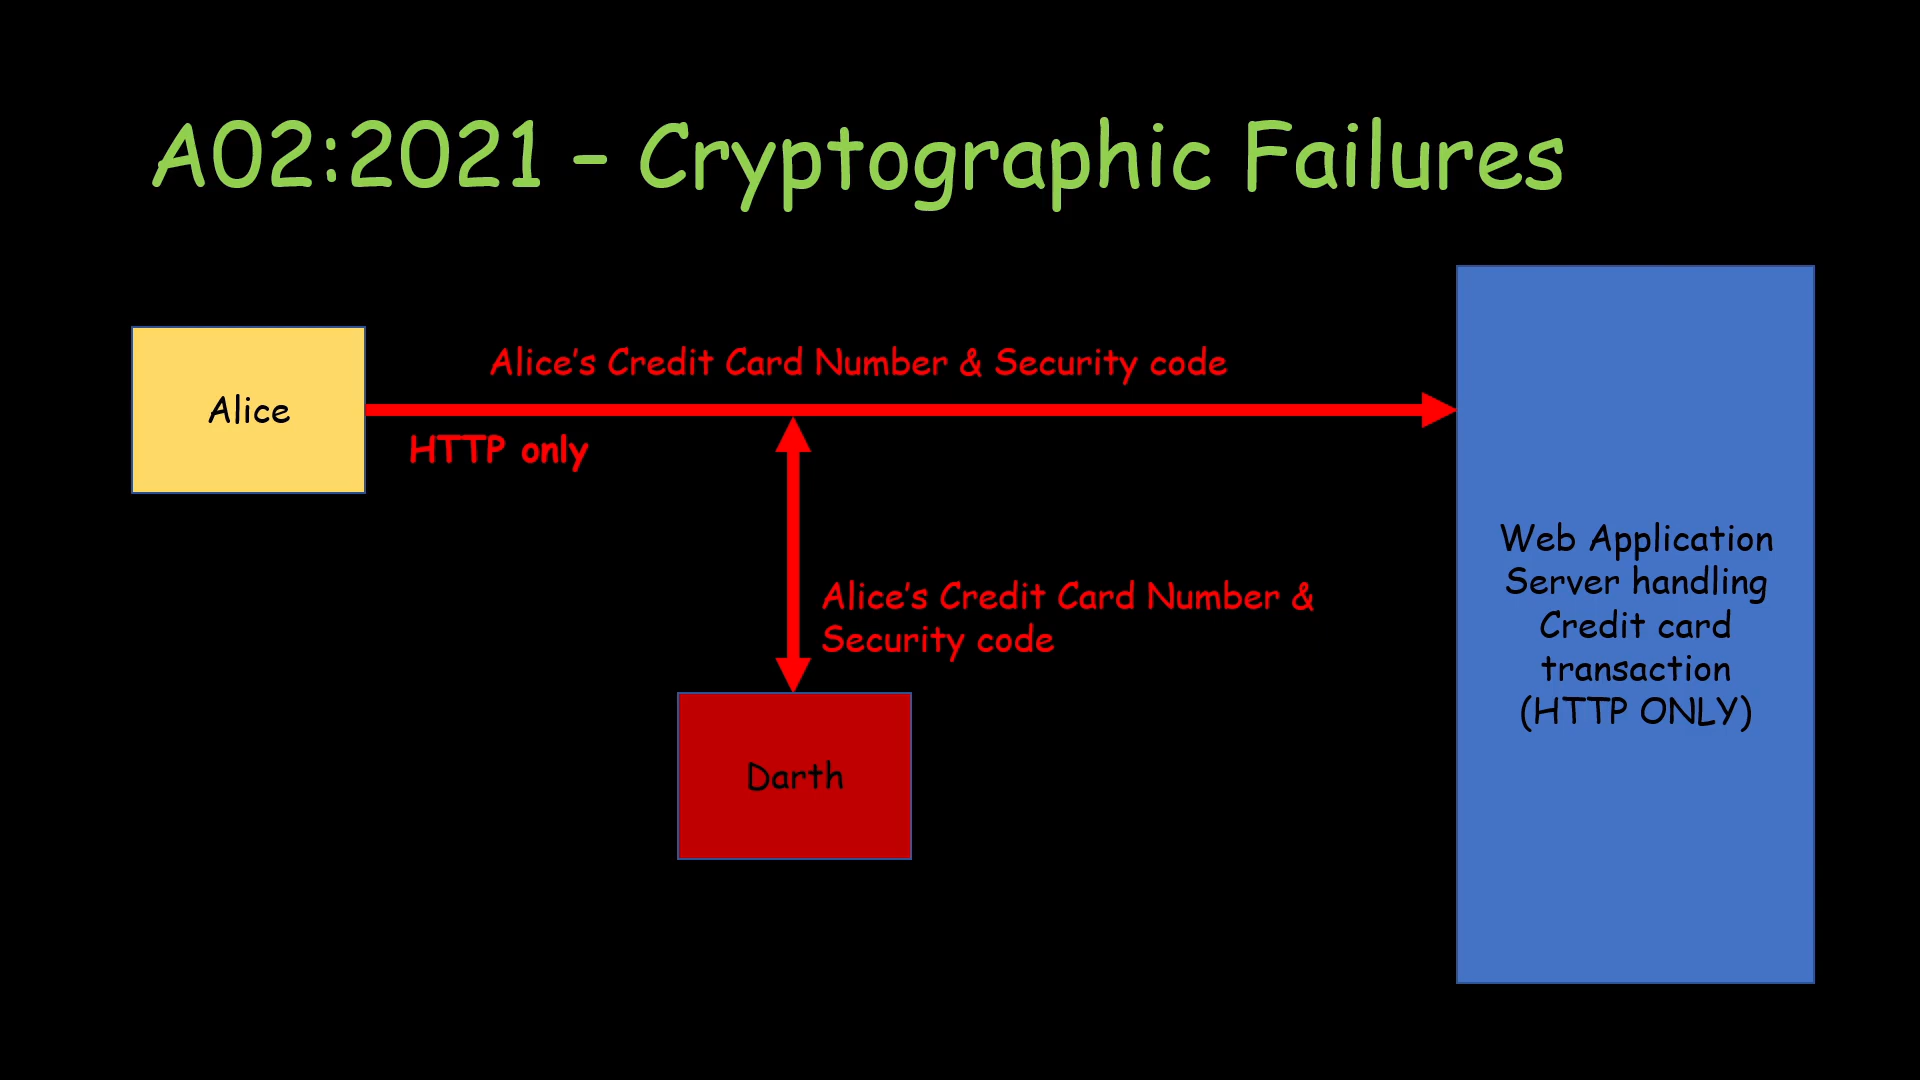 A02:2021 – Cryptographic Failures
Alice's Credit Card Number & Security code
Alice
HTTP only
Alice's Credit Card Number &
Security code
Darth
Web Application
Server handling
Credit card
transaction
(HTTP ONLY)